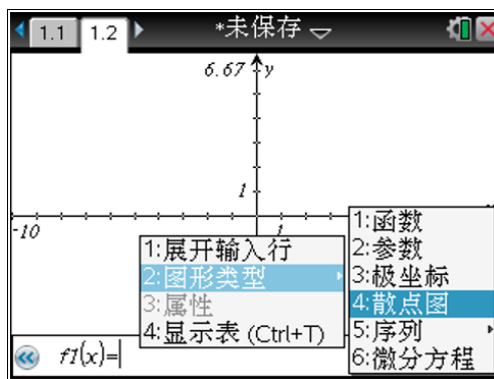 1.1 1.2 *未保存
6.67 y
1
-10 1
1:函数
2:参数
3:极坐标
4:散点图
5:序列
6:微分方程
1:展开输入行
2:图形类型
3:属性
4:显示表 (Ctrl+T)
f1(x)=